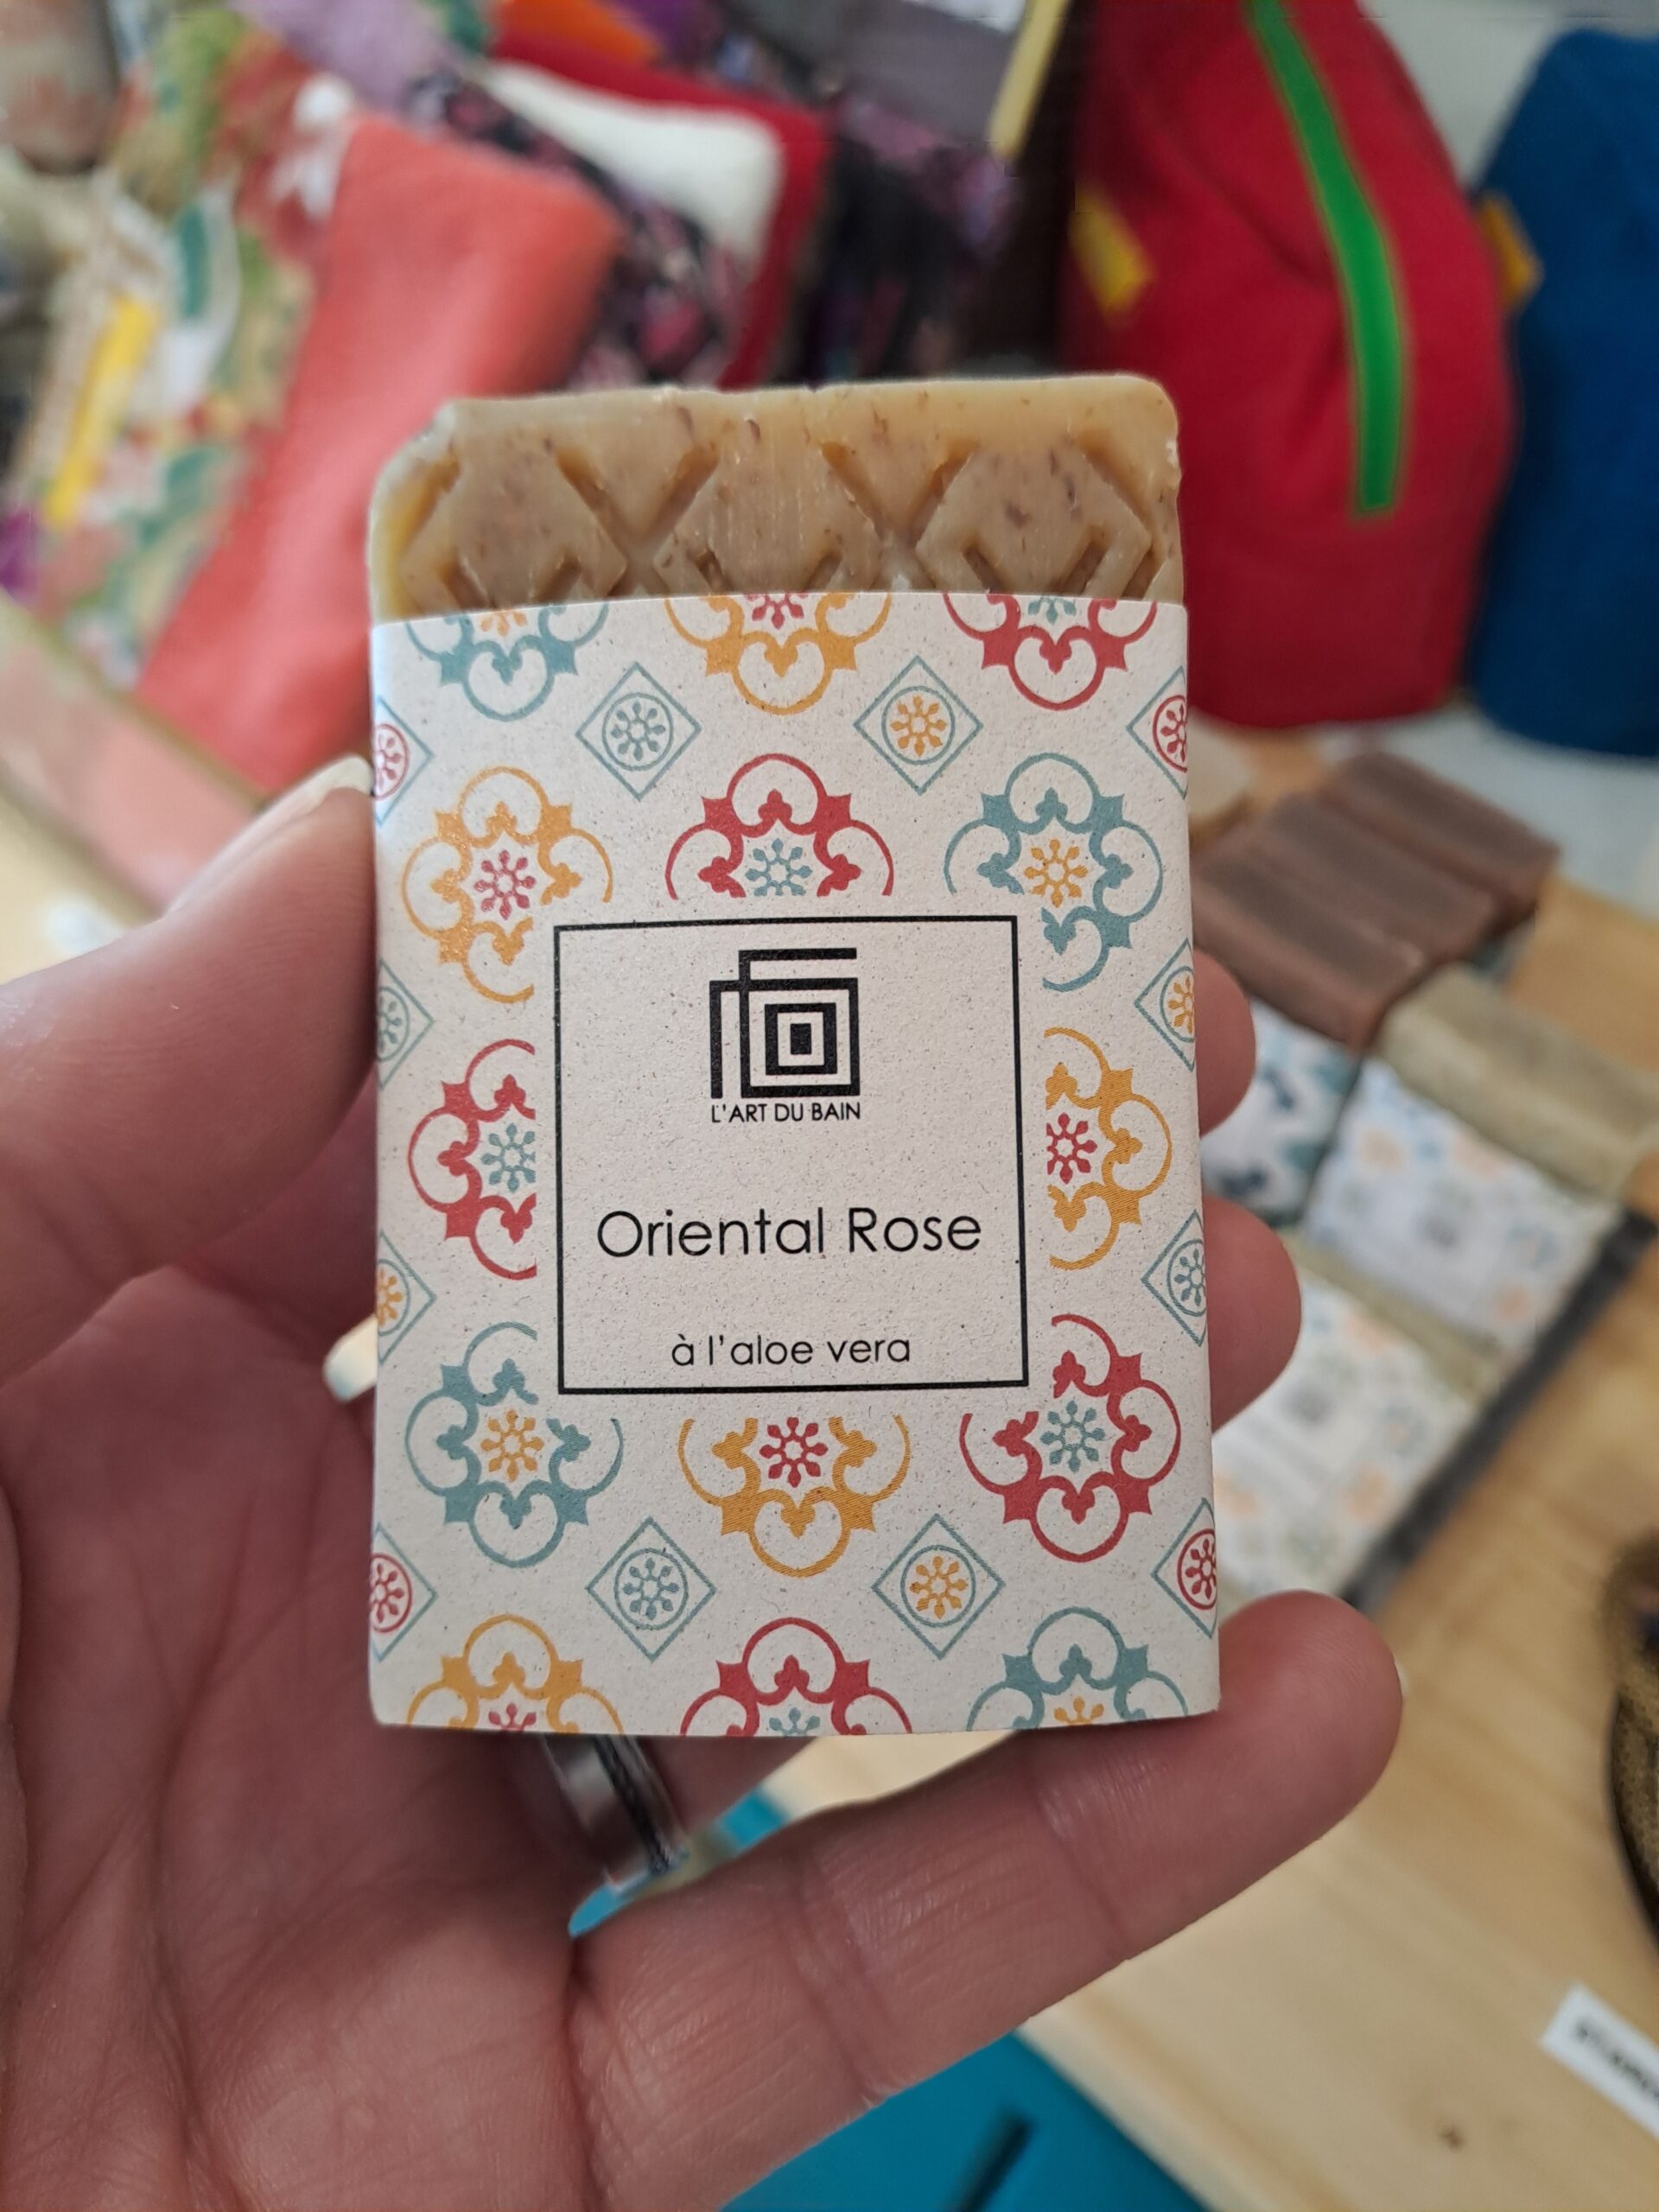 L'ART DU BAIN
Oriental Rose
à l'aloe vera